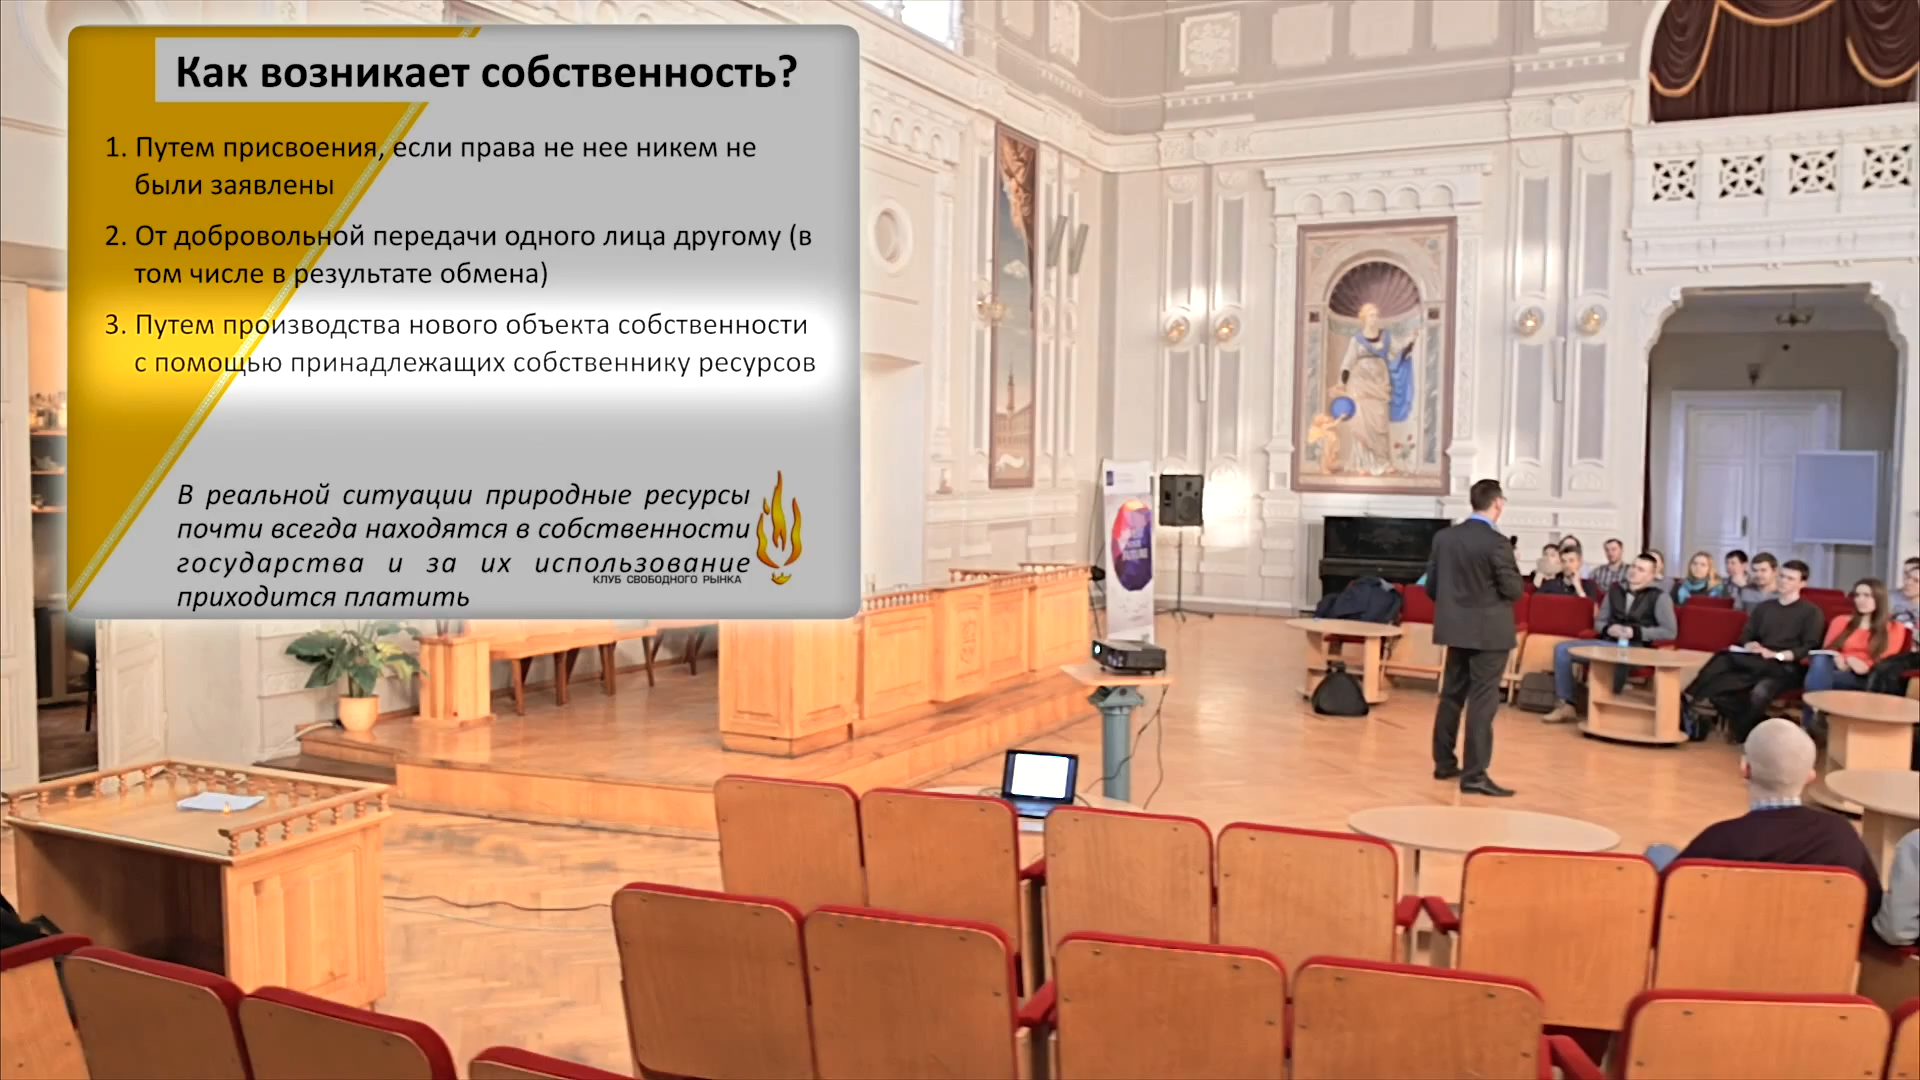 Как возникает собственность?
1. Путем присвоения, если права не нее никем не
были заявлены
2. От добровольной передачи одного лица другому (в
том числе в результате обмена)
3. Путем производства нового объекта собственности
с помощью принадлежащих собственнику ресурсов
В реальной ситуации природные ресурсы
почти всегда находятся в собственности
государства и за их использование
КЛУБ СВОБОДНОГО РЫНКА
приходится платить